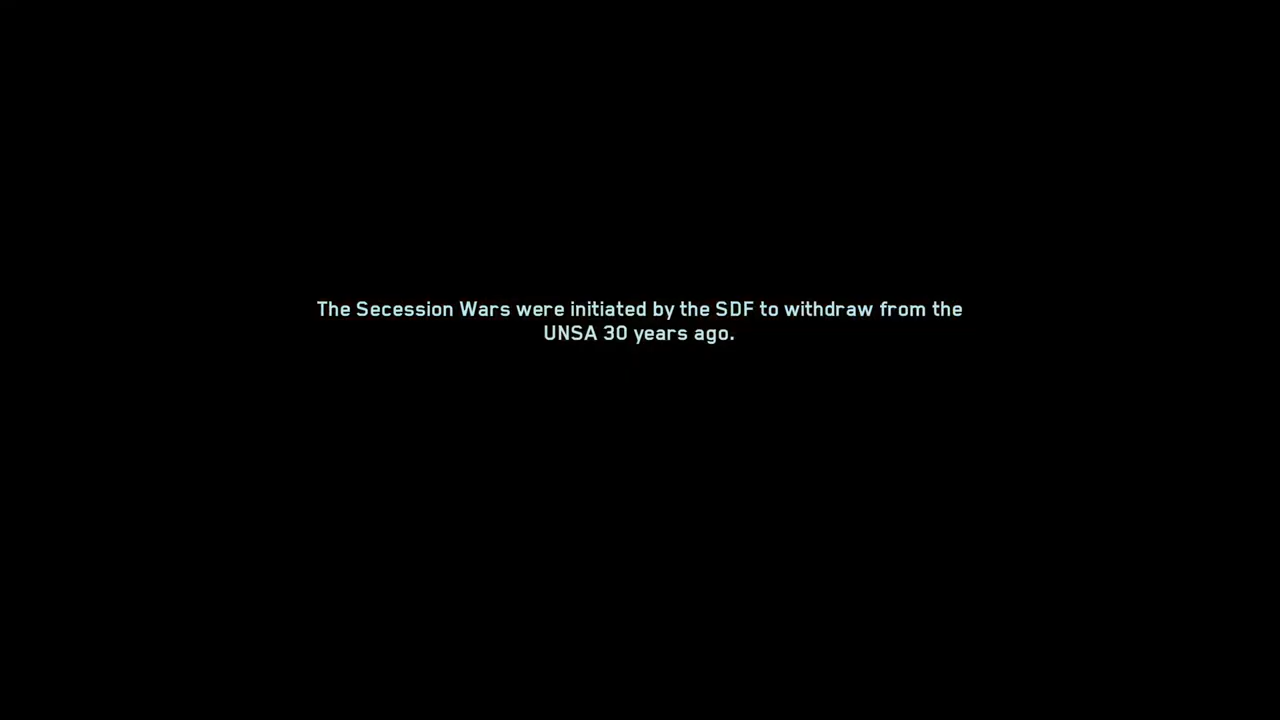 The Secession Wars were initiated by the SDF to withdraw from the
UNSA 30 years ago.